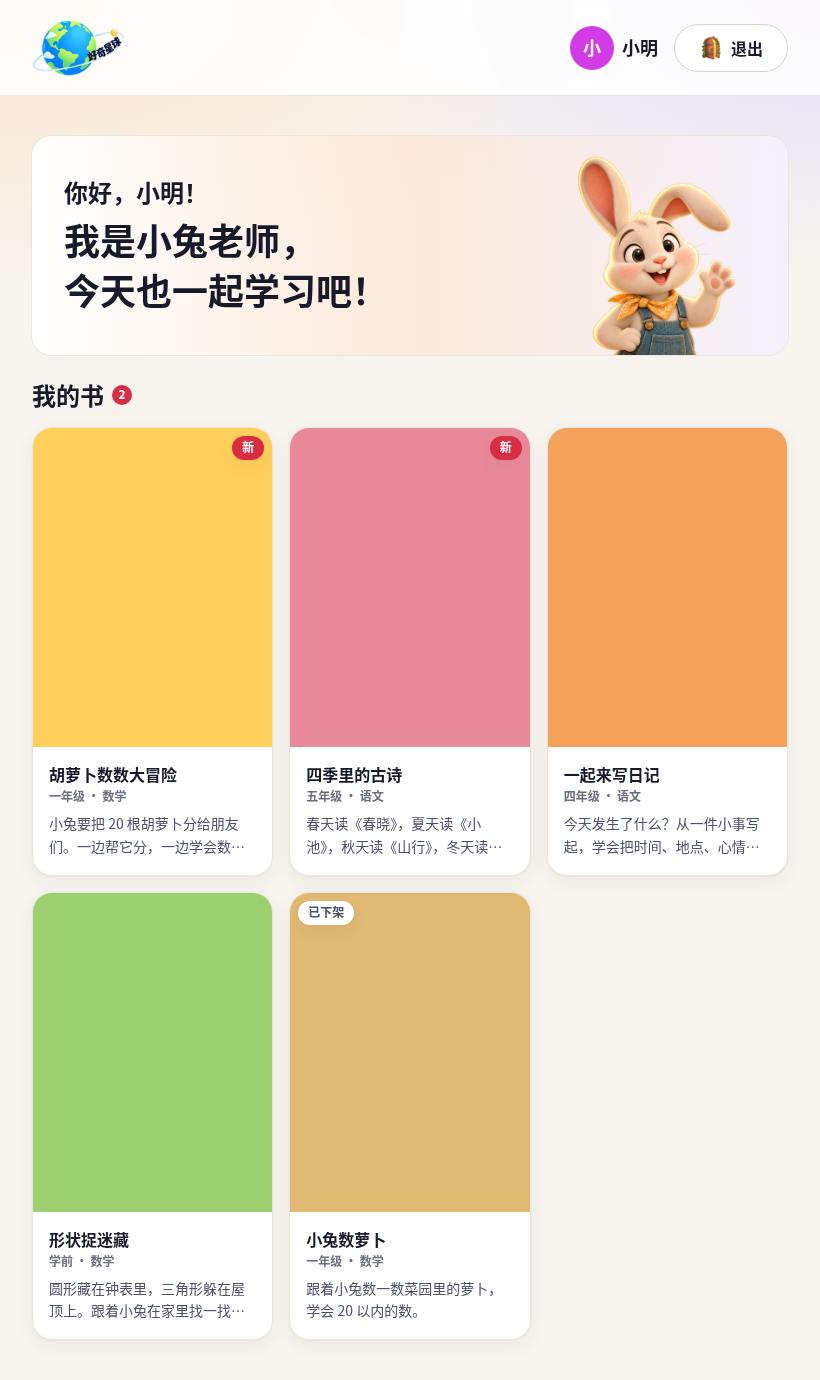 好奇星球
小
小明
退出
你好，小明！
我是小兔老师，
今天也一起学习吧！
我的书
2
新
新
胡萝卜数数大冒险
一年级 · 数学
小兔要把 20 根胡萝卜分给朋友
们。一边帮它分，一边学会数…
四季里的古诗
五年级 · 语文
春天读《春晓》，夏天读《小
池》，秋天读《山行》，冬天读…
一起来写日记
四年级 · 语文
今天发生了什么？从一件小事写
起，学会把时间、地点、心情…
已下架
形状捉迷藏
学前 · 数学
圆形藏在钟表里，三角形躲在屋
顶上。跟着小兔在家里找一找…
小兔数萝卜
一年级 · 数学
跟着小兔数一数菜园里的萝卜，
学会 20 以内的数。